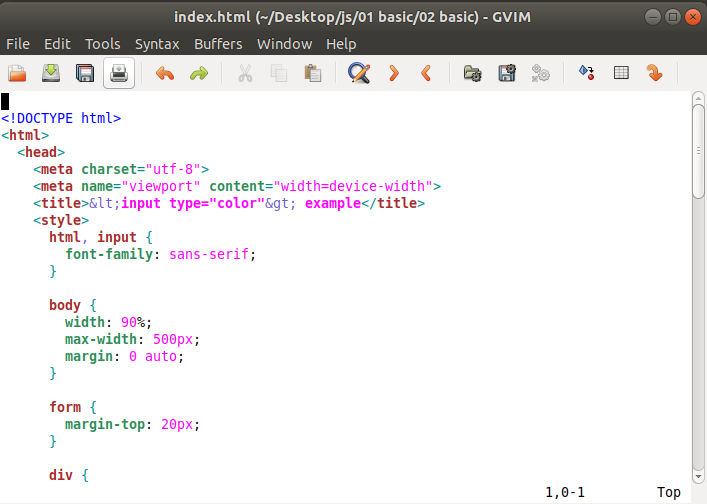 index.html (~/Desktop/js/01 basic/02 basic) - GVIM
File Edit Tools Syntax Buffers Window Help
<!DOCTYPE html>
<html>
  <head>
    <meta charset="utf-8">
    <meta name="viewport" content="width=device-width">
    <title>&lt;input type="color"&gt; example</title>
    <style>
      html, input {
        font-family: sans-serif;
      }
      body {
        width: 90%;
        max-width: 500px;
        margin: 0 auto;
      }
      form {
        margin-top: 20px;
      }
      div {
1,0-1 Top